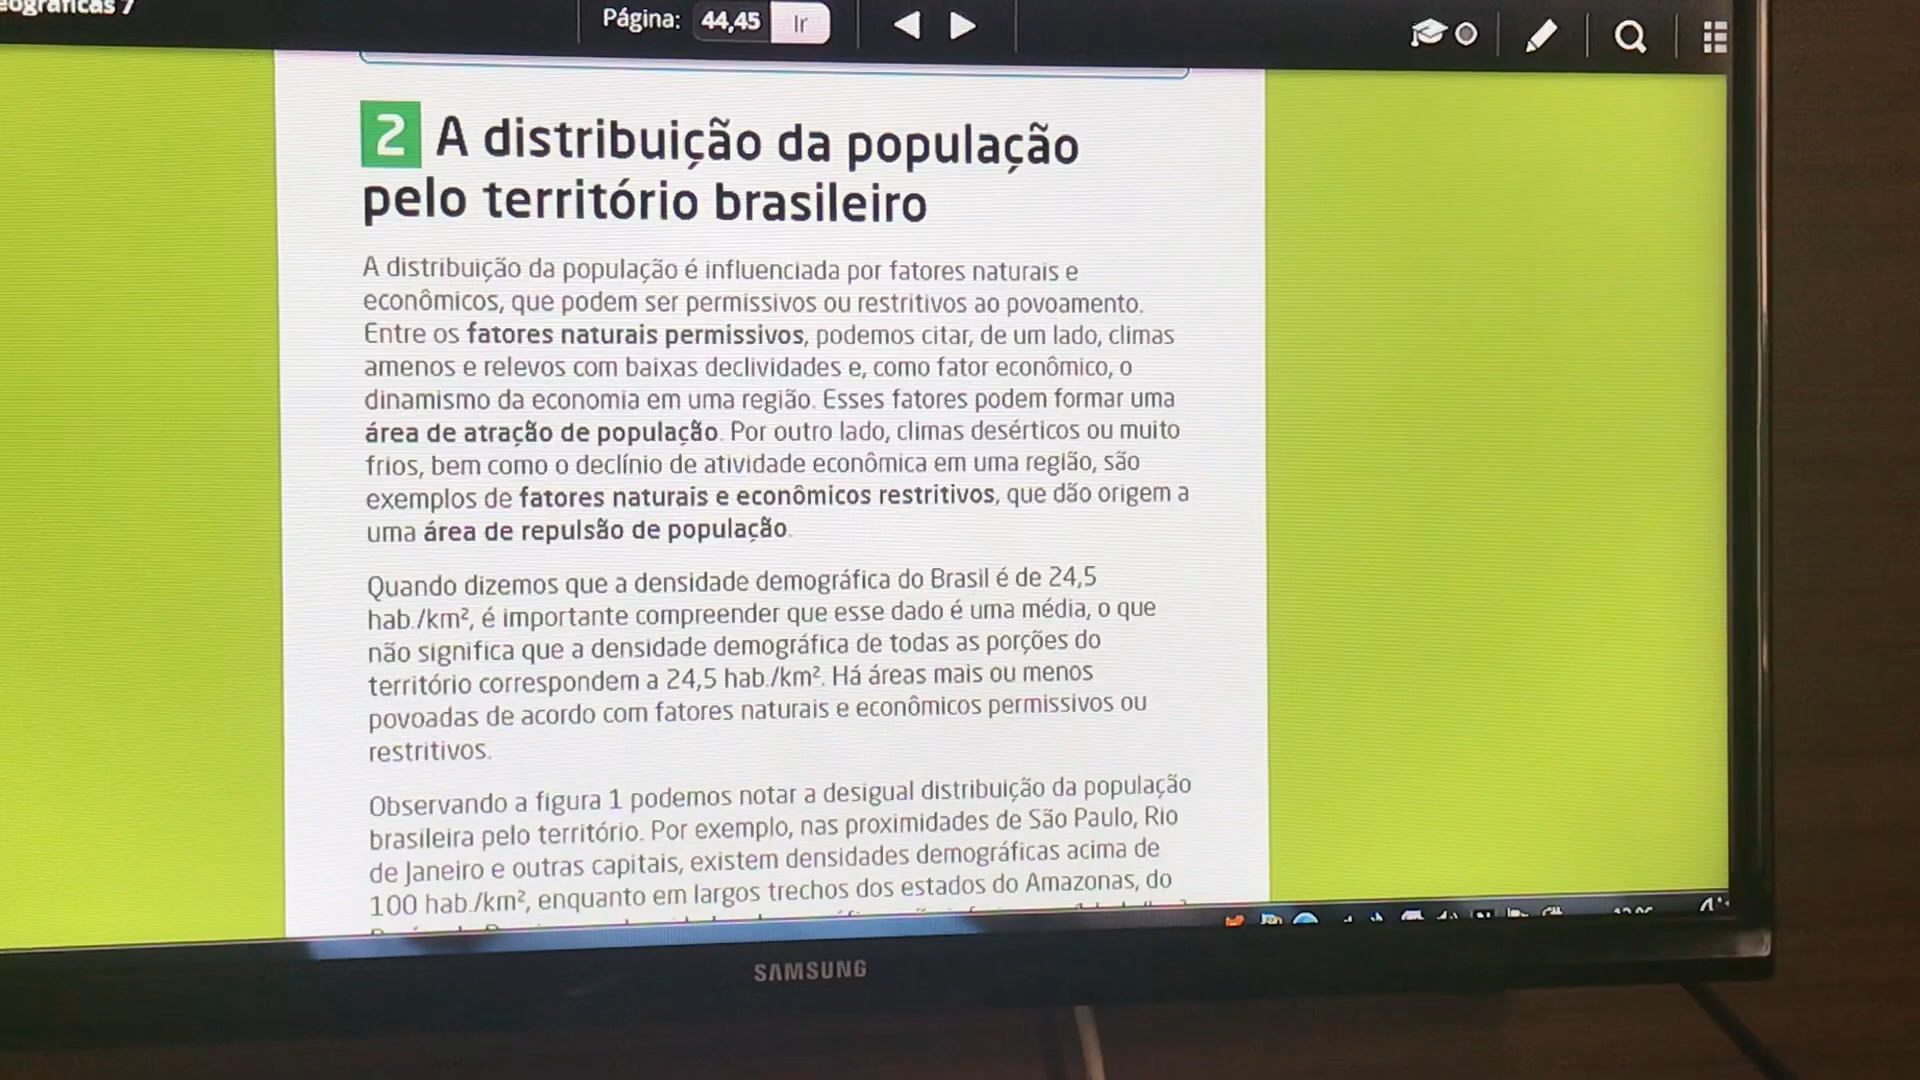 eográficas 7
Página: 44,45 Ir
2 A distribuição da população
pelo território brasileiro
A distribuição da população é influenciada por fatores naturais e
econômicos, que podem ser permissivos ou restritivos ao povoamento.
Entre os fatores naturais permissivos, podemos citar, de um lado, climas
amenos e relevos com baixas declividades e, como fator econômico, o
dinamismo da economia em uma região. Esses fatores podem formar uma
área de atração de população. Por outro lado, climas desérticos ou muito
frios, bem como o declínio de atividade econômica em uma região, são
exemplos de fatores naturais e econômicos restritivos, que dão origem a
uma área de repulsão de população.
Quando dizemos que a densidade demográfica do Brasil é de 24,5
hab./km², é importante compreender que esse dado é uma média, o que
não significa que a densidade demográfica de todas as porções do
território correspondem a 24,5 hab./km². Há áreas mais ou menos
povoadas de acordo com fatores naturais e econômicos permissivos ou
restritivos.
Observando a figura 1 podemos notar a desigual distribuição da população
brasileira pelo território. Por exemplo, nas proximidades de São Paulo, Rio
de Janeiro e outras capitais, existem densidades demográficas acima de
100 hab./km², enquanto em largos trechos dos estados do Amazonas, do
SAMSUNG